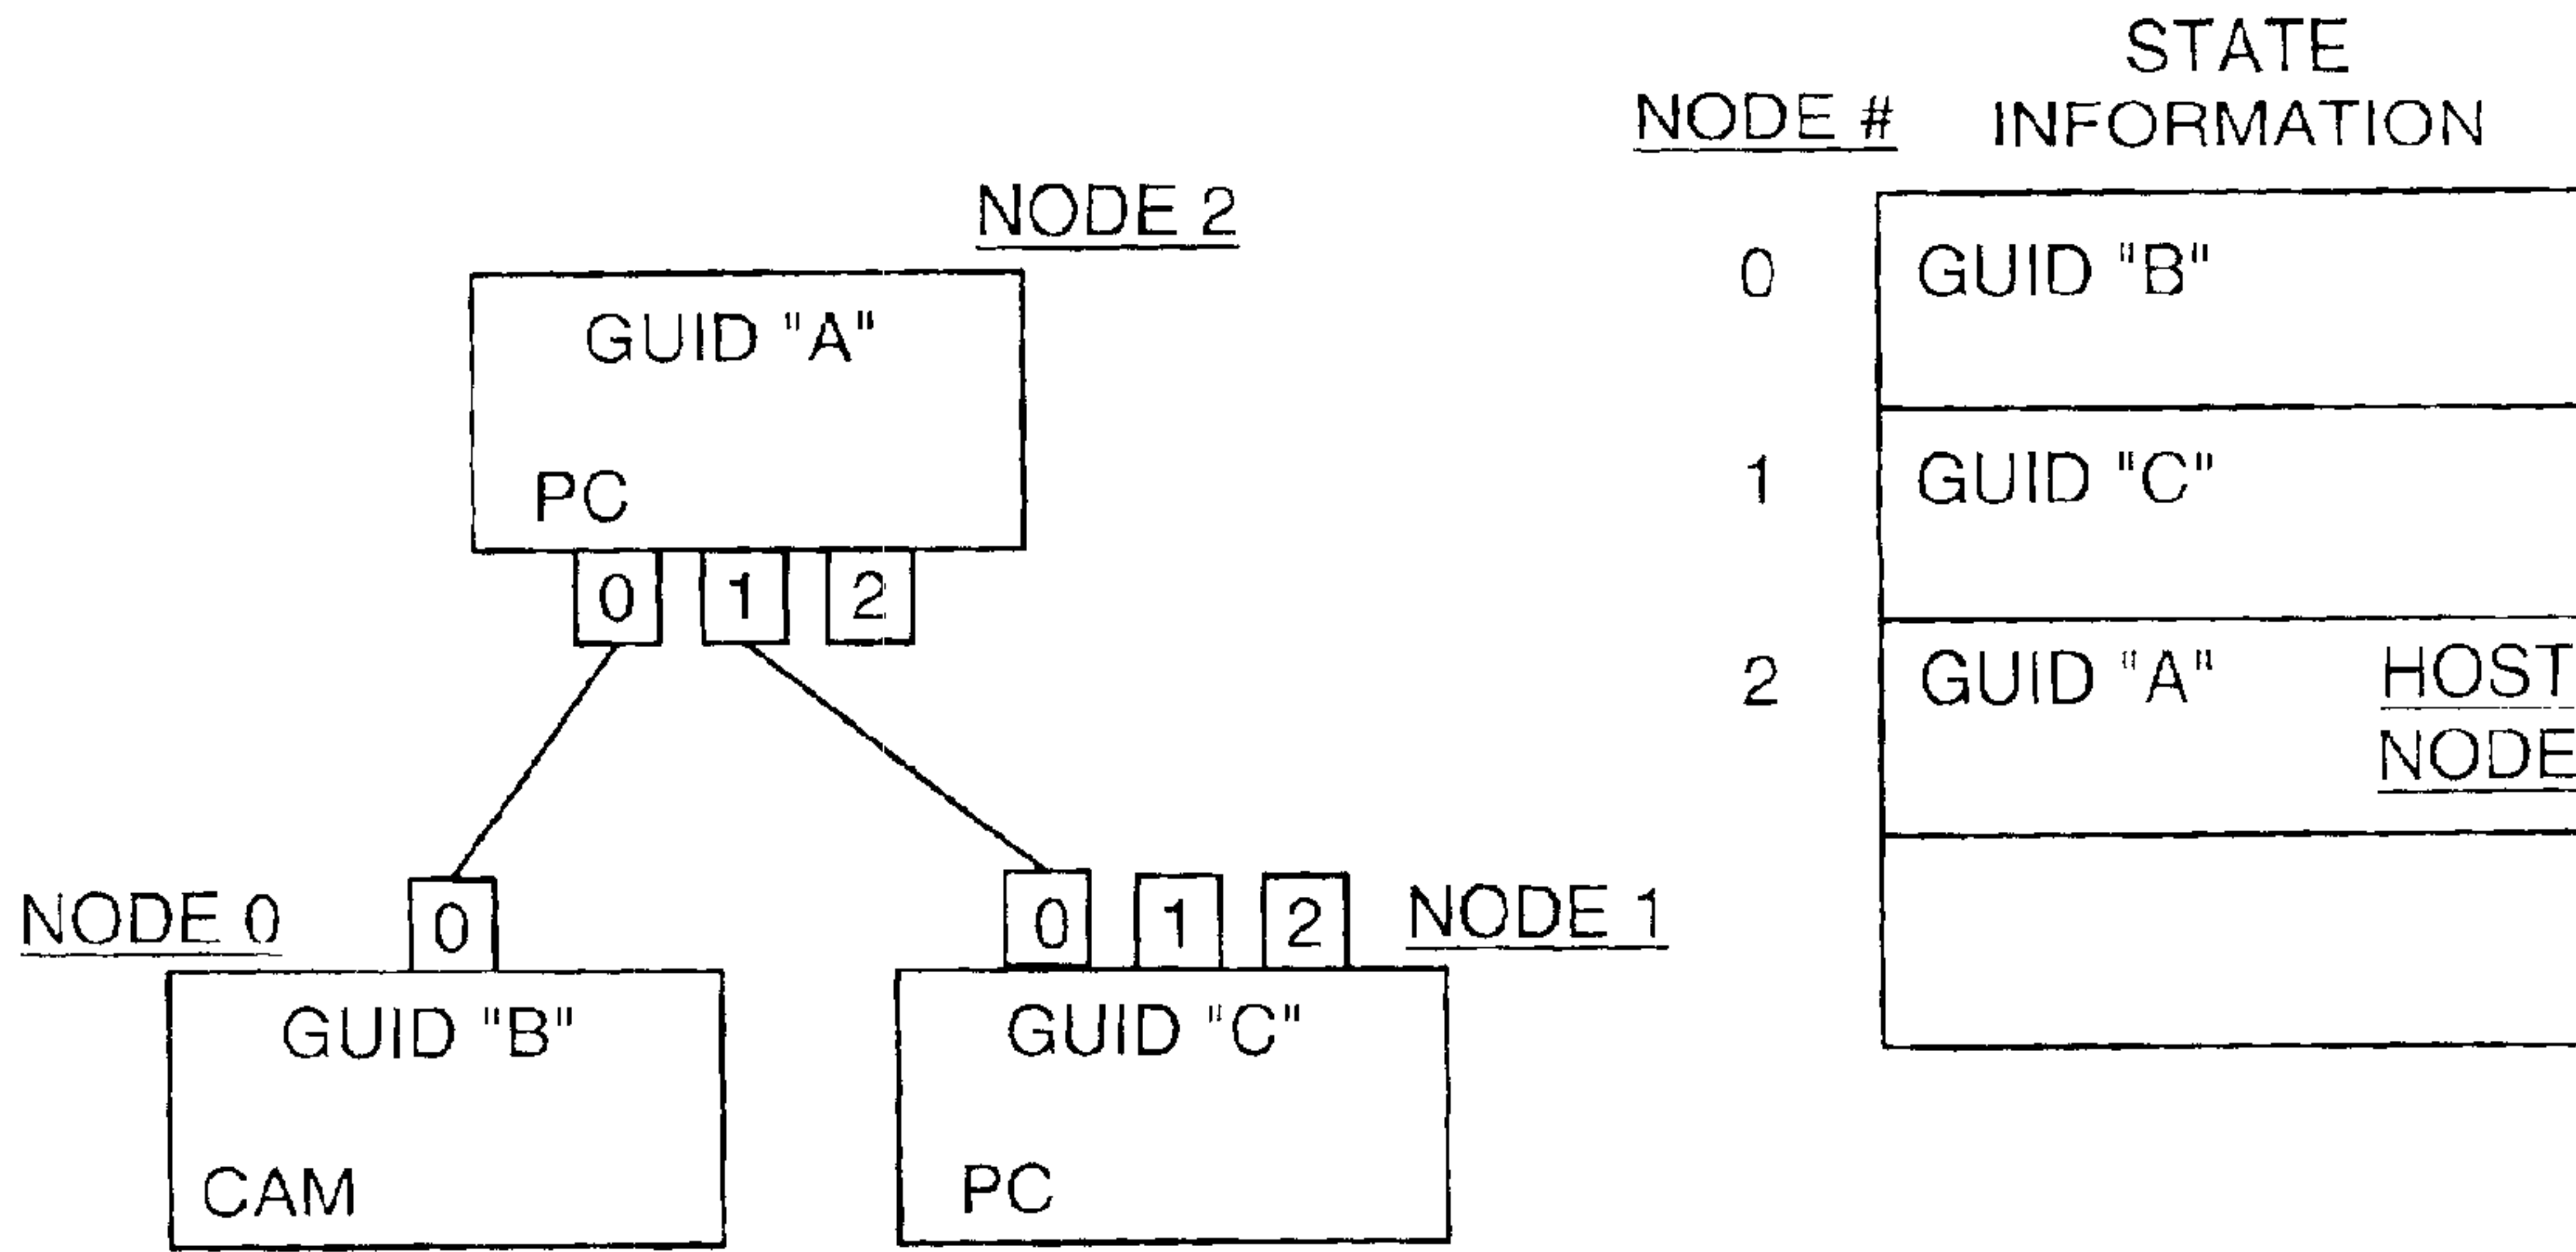 NODE 2
GUID "A"
PC
0 1 2
NODE 0
0
GUID "B"
CAM
0 1 2
NODE 1
GUID "C"
PC
STATE
NODE # INFORMATION
0 GUID "B"
1 GUID "C"
2 GUID "A" HOST
NODE